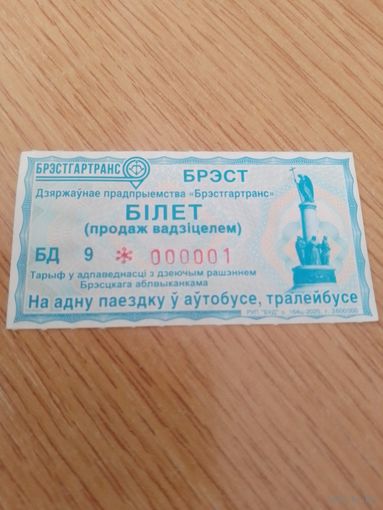 БРЭСТГАРТРАНС
БРЭСТ
Дзяржаўнае прадпрыемства «Брэстгартранс»
БІЛЕТ
(продаж вадзіцелем)
БД 9 * 000001
Тарыф у адпаведнасці з дзеючым рашэннем
Брэсцкага аблвыканкама
На адну паездку ў аўтобусе, тралейбусе